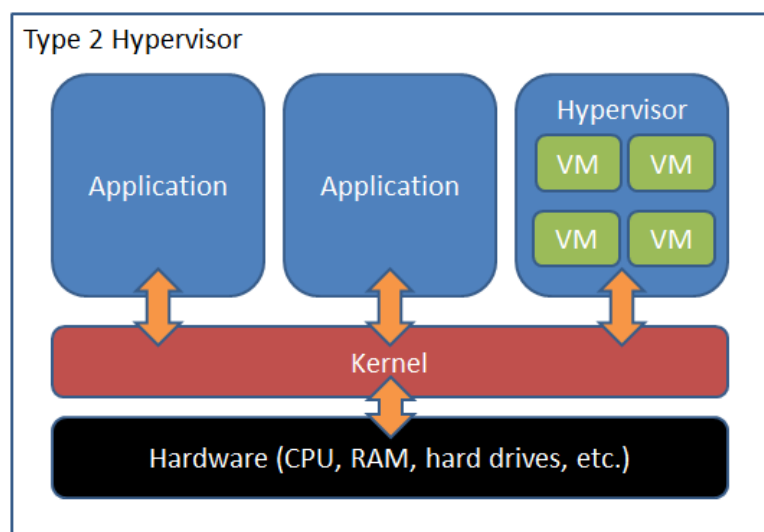 Type 2 Hypervisor
Application
Application
Hypervisor
VM VM
VM VM
Kernel
Hardware (CPU, RAM, hard drives, etc.)